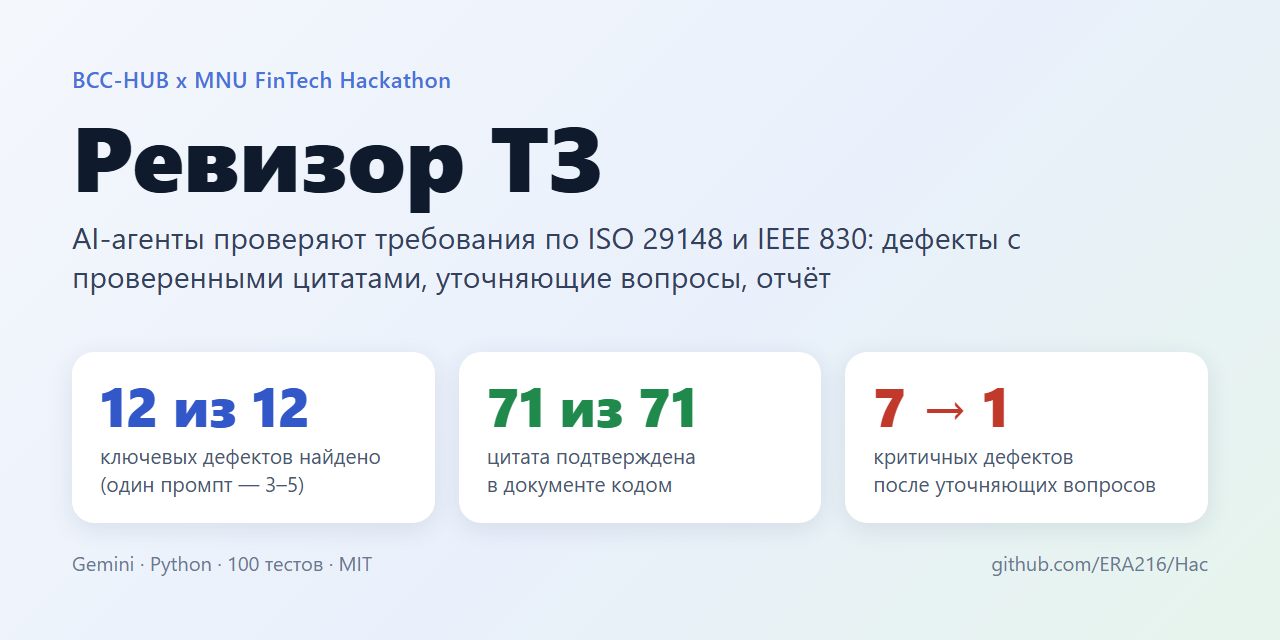 BCC-HUB x MNU FinTech Hackathon
Ревизор ТЗ
AI-агенты проверяют требования по ISO 29148 и IEEE 830: дефекты с
проверенными цитатами, уточняющие вопросы, отчёт
12 из 12
ключевых дефектов найдено
(один промпт — 3–5)
71 из 71
цитата подтверждена
в документе кодом
7 → 1
критичных дефектов
после уточняющих вопросов
Gemini · Python · 100 тестов · MIT
github.com/ERA216/Hac